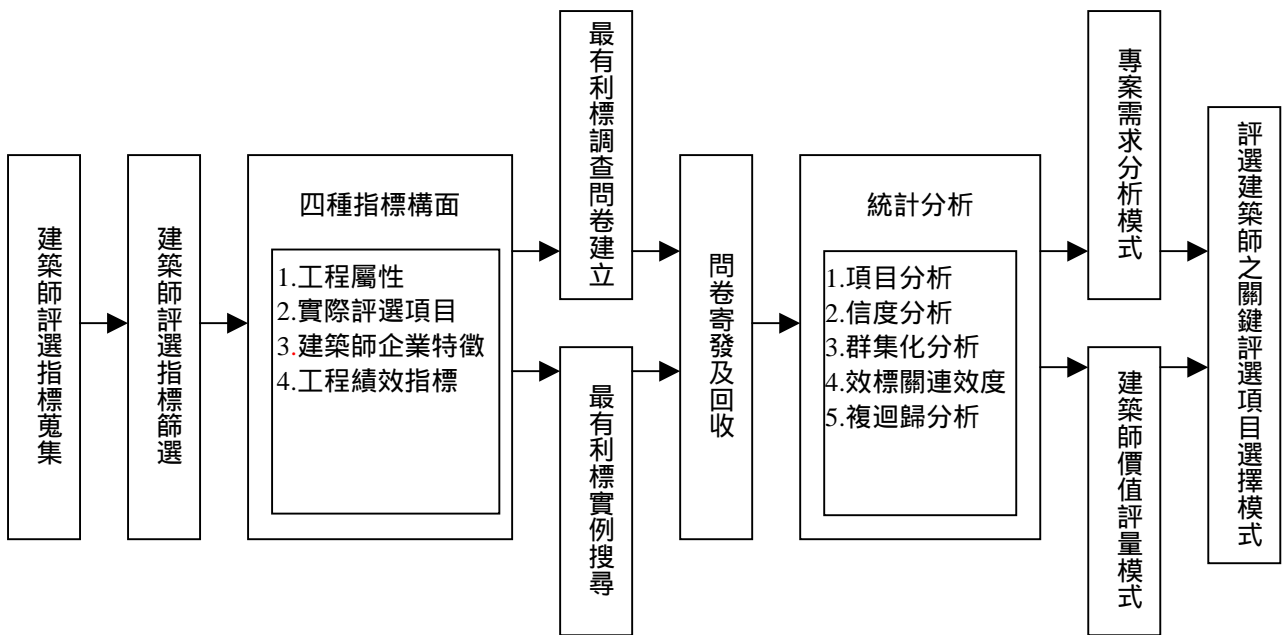 建築師評選指標蒐集
建築師評選指標篩選
四種指標構面
1.工程屬性
2.實際評選項目
3.建築師企業特徵
4.工程績效指標
最有利標調查問卷建立
最有利標實例搜尋
問卷寄發及回收
統計分析
1.項目分析
2.信度分析
3.群集化分析
4.效標關連效度
5.複迴歸分析
專案需求分析模式
建築師價值評量模式
評選建築師之關鍵評選項目選擇模式